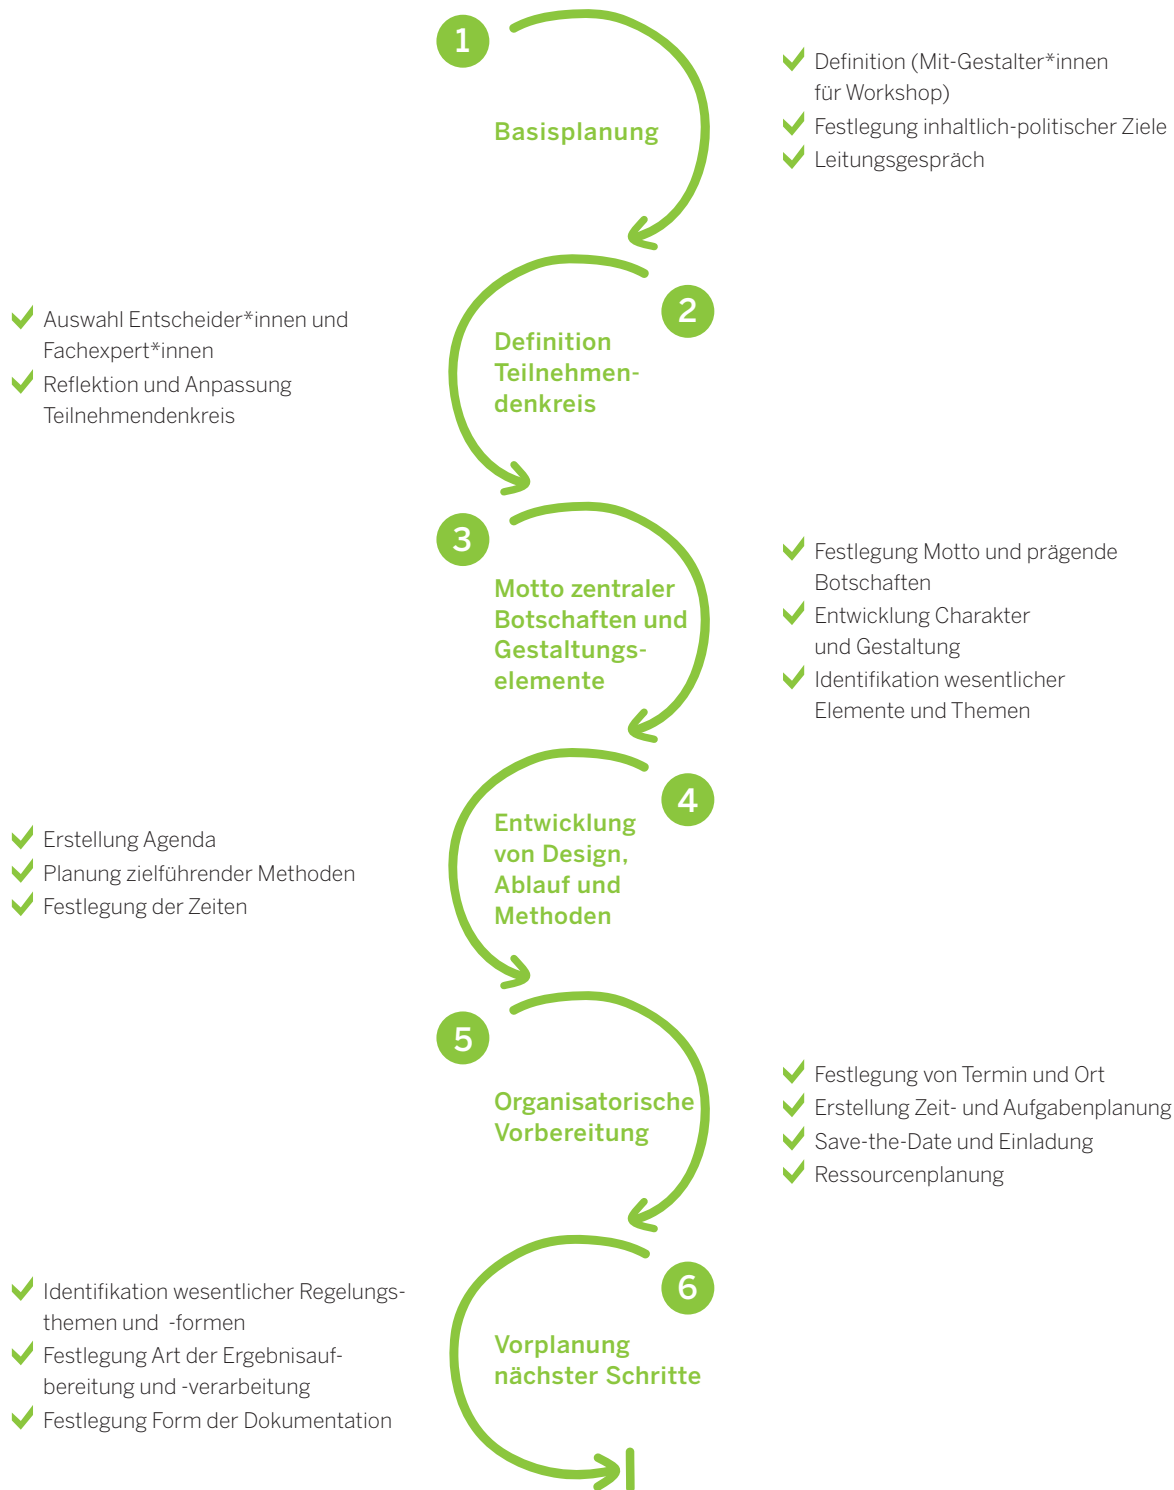 1
Basisplanung
Definition (Mit-Gestalter*innen
für Workshop)
Festlegung inhaltlich-politischer Ziele
Leitungsgespräch
2
Definition
Teilnehmen-
denkreis
Auswahl Entscheider*innen und
Fachexpert*innen
Reflektion und Anpassung
Teilnehmendenkreis
3
Motto zentraler
Botschaften und
Gestaltungs-
elemente
Festlegung Motto und prägende
Botschaften
Entwicklung Charakter
und Gestaltung
Identifikation wesentlicher
Elemente und Themen
4
Entwicklung
von Design,
Ablauf und
Methoden
Erstellung Agenda
Planung zielführender Methoden
Festlegung der Zeiten
5
Organisatorische
Vorbereitung
Festlegung von Termin und Ort
Erstellung Zeit- und Aufgabenplanung
Save-the-Date und Einladung
Ressourcenplanung
6
Vorplanung
nächster Schritte
Identifikation wesentlicher Regelungs-
themen und -formen
Festlegung Art der Ergebnisauf-
bereitung und -verarbeitung
Festlegung Form der Dokumentation